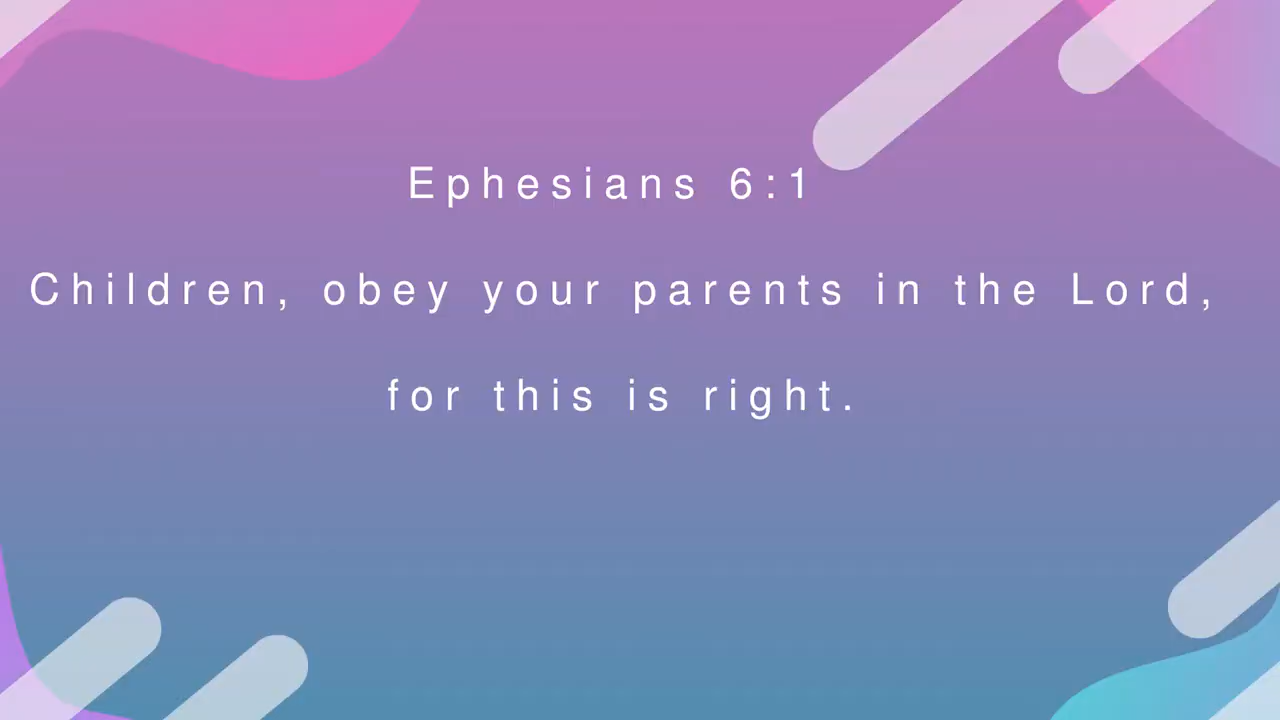 Ephesians 6:1
Children, obey your parents in the Lord,
for this is right.